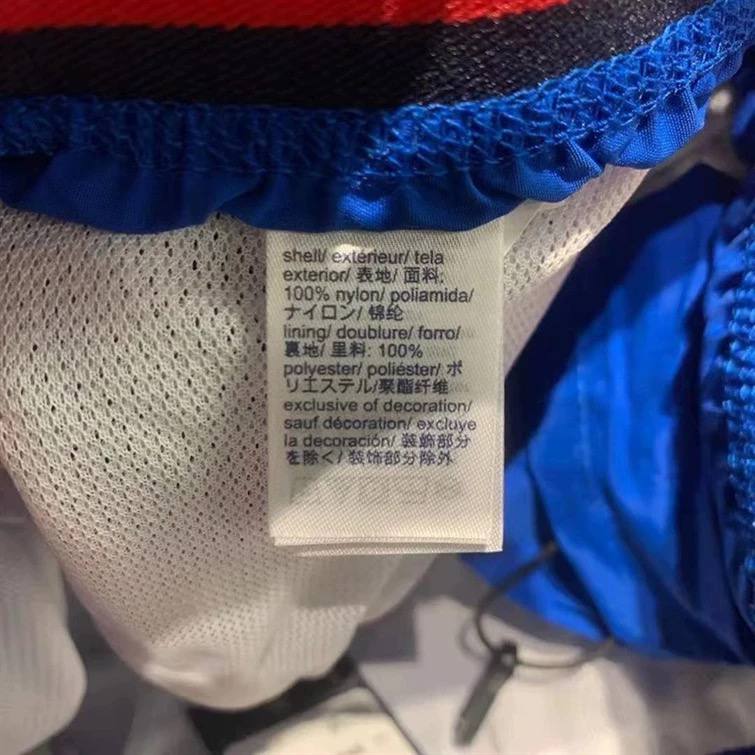 shell/ extérieur/ tela
exterior/ 表地/ 面料:
100% nylon/ poliamida/
ナイロン/ 锦纶
lining/ doublure/ forro/
裏地/ 里料: 100%
polyester/ poliéster/ ポ
リエステル/聚酯纤维
exclusive of decoration/
sauf décoration/ excluye
la decoración/ 装飾部分
を除く/ 装饰部分除外